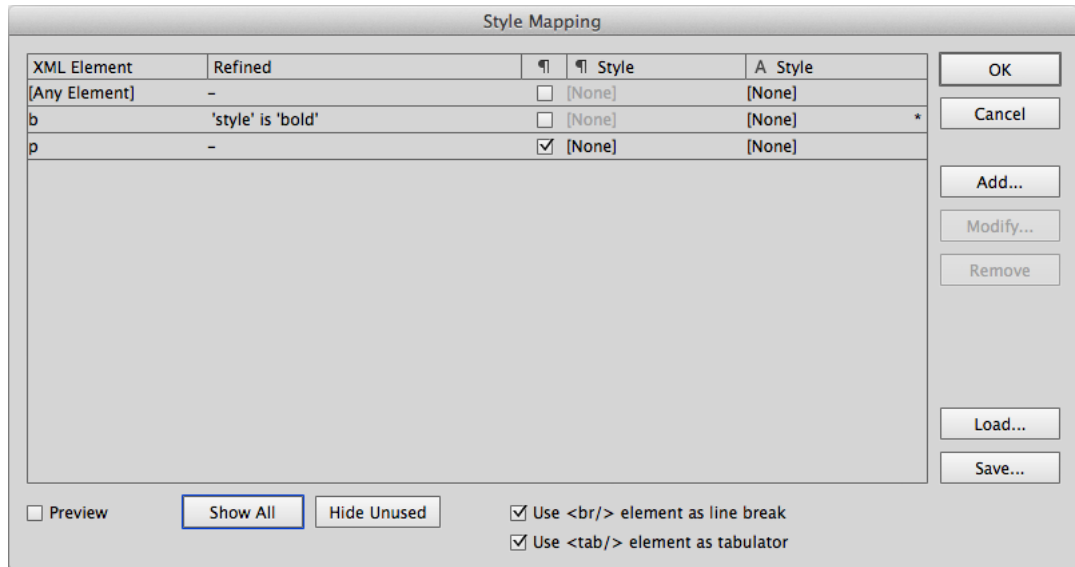 Style Mapping
XML Element Refined ¶ ¶ Style A Style
[Any Element] – [None] [None]
b 'style' is 'bold' [None] [None] *
p – [None] [None]
OK
Cancel
Add...
Modify...
Remove
Load...
Save...
Preview Show All Hide Unused Use <br/> element as line break
Use <tab/> element as tabulator